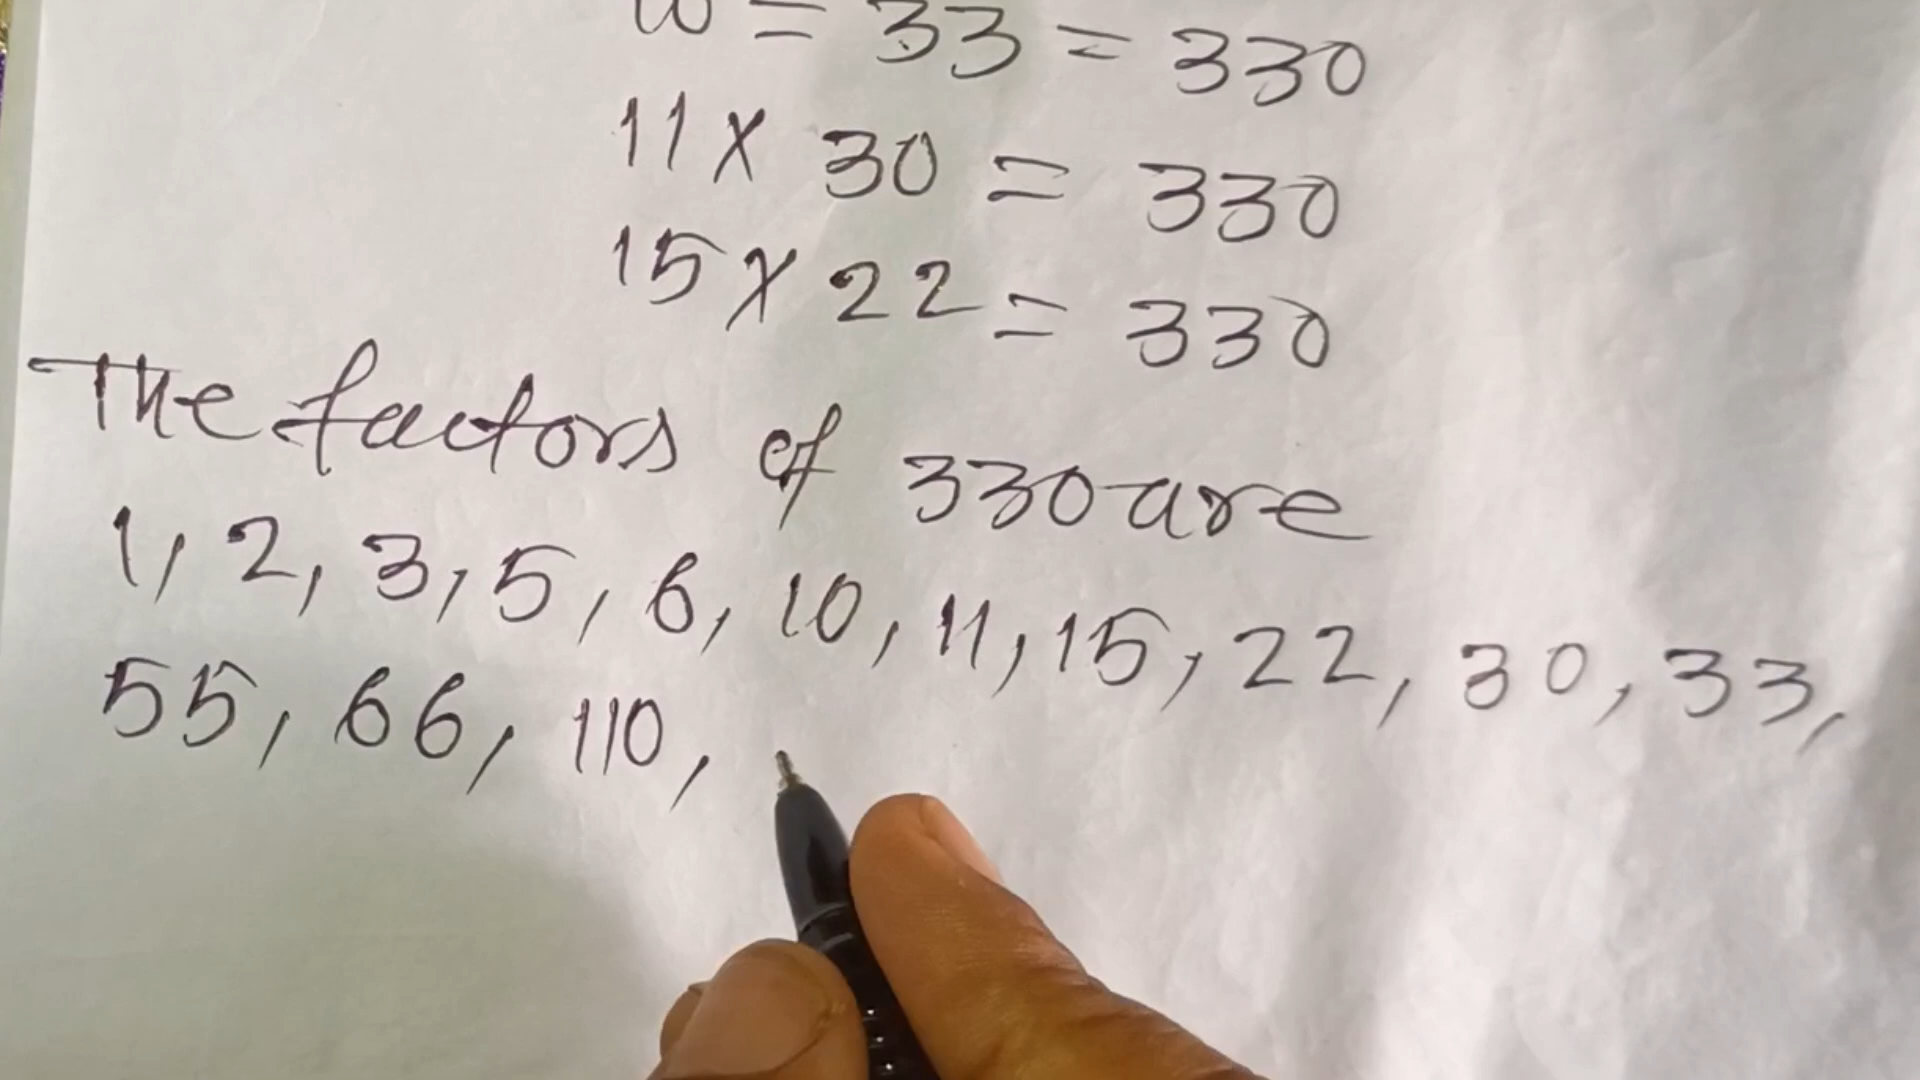 10 = 33 = 330
11 x 30 = 330
15 x 22 = 330
The factors of 330 are
1, 2, 3, 5, 6, 10, 11, 15, 22, 30, 33,
55, 66, 110,